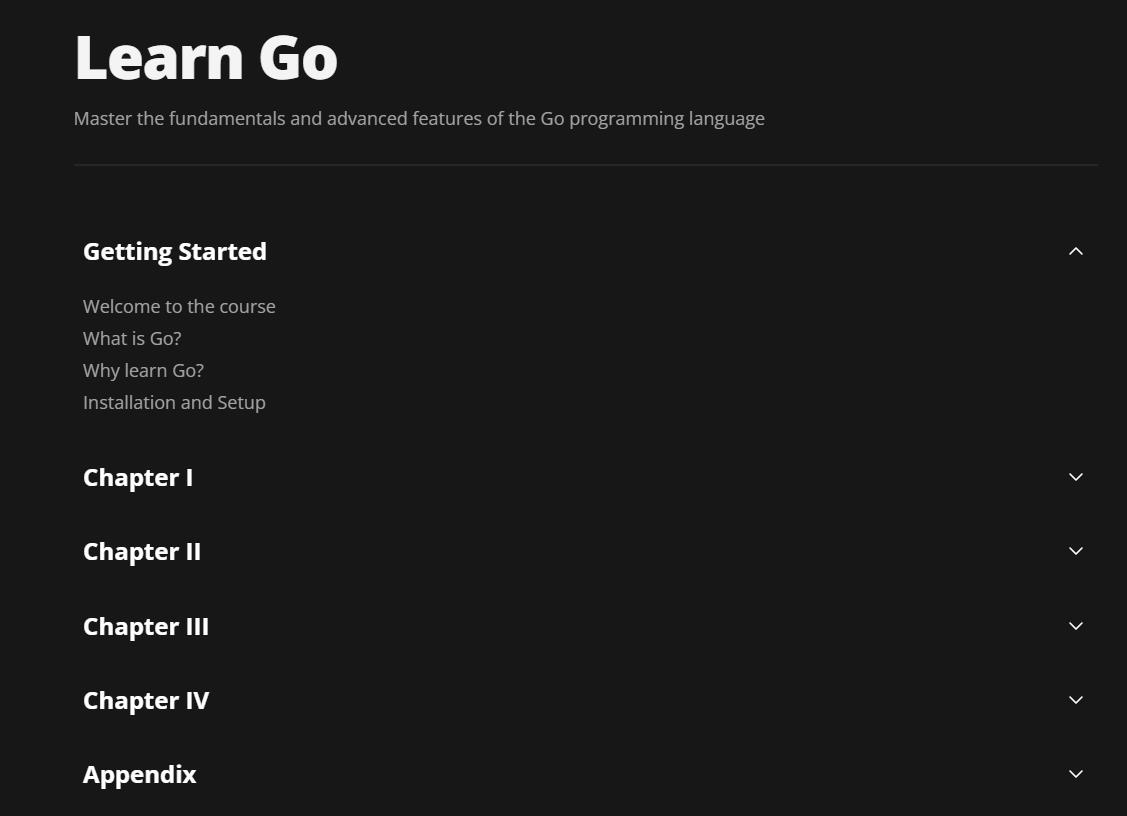 Learn Go
Master the fundamentals and advanced features of the Go programming language
Getting Started
Welcome to the course
What is Go?
Why learn Go?
Installation and Setup
Chapter I
Chapter II
Chapter III
Chapter IV
Appendix